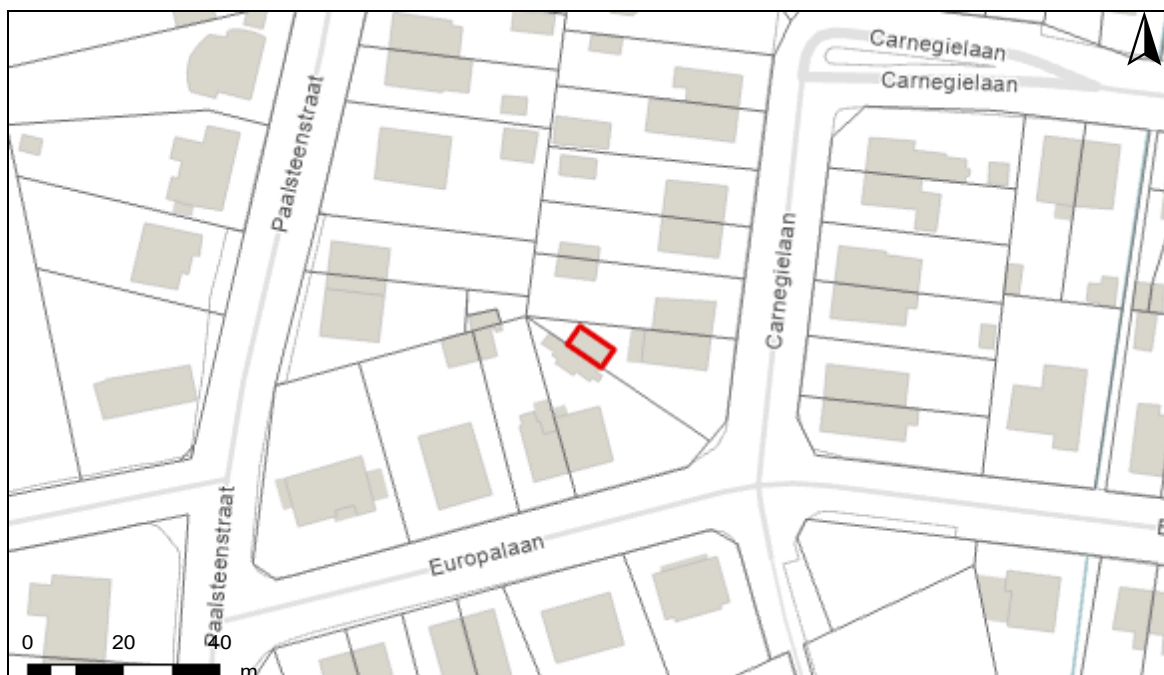 Carnegielaan
Carnegielaan
Paalsteenstraat
Carnegielaan
Europalaan
E
Paalsteenstraat
0 20 40
m